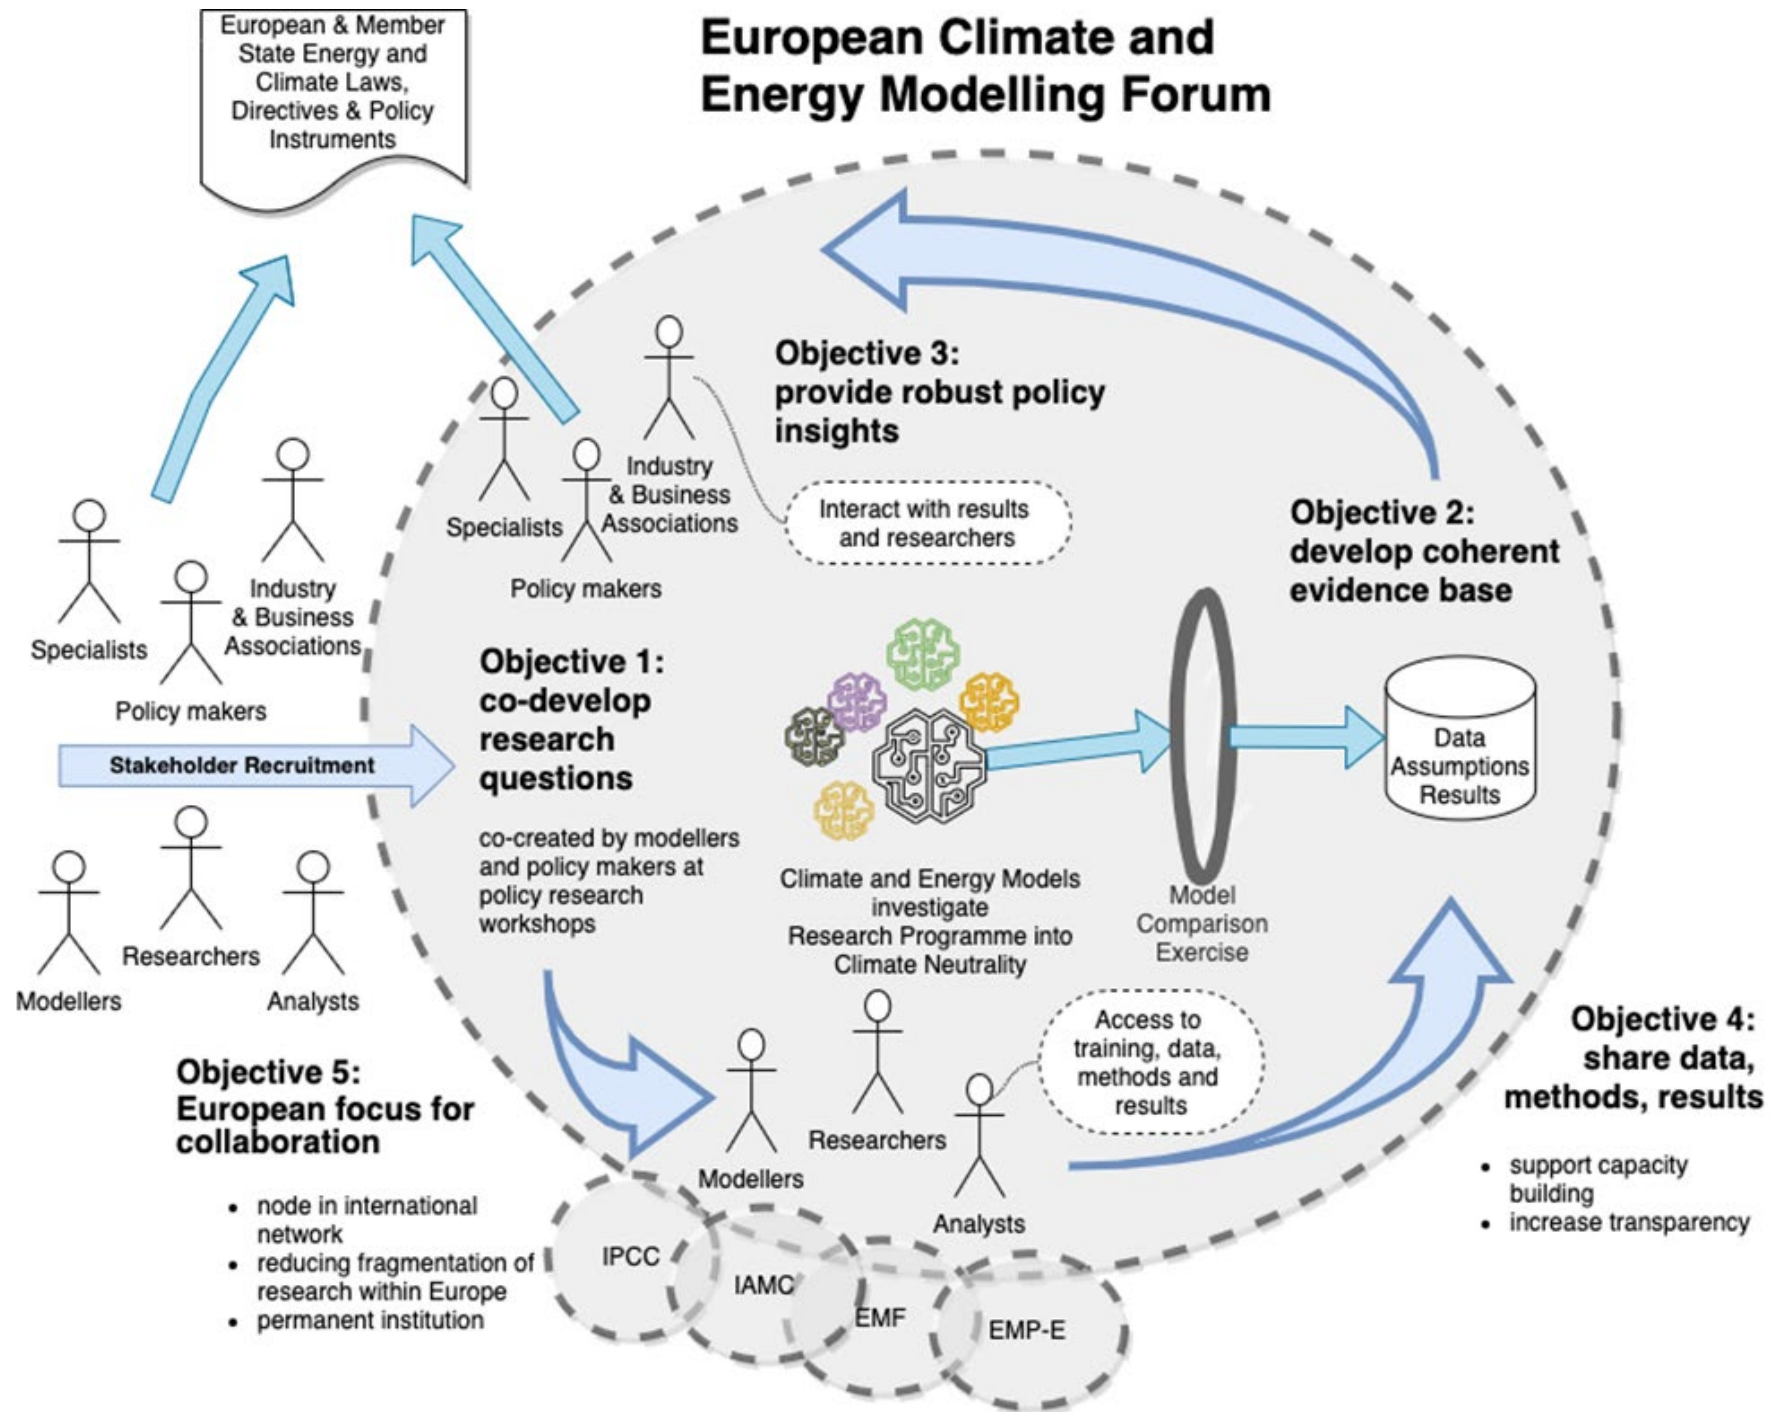 European & Member
State Energy and
Climate Laws,
Directives & Policy
Instruments
European Climate and
Energy Modelling Forum
Objective 3:
provide robust policy
insights
Industry
& Business
Associations
Specialists
Policy makers
Interact with results
and researchers
Objective 2:
develop coherent
evidence base
Industry
& Business
Associations
Specialists
Policy makers
Stakeholder Recruitment
Objective 1:
co-develop
research
questions
co-created by modellers
and policy makers at
policy research
workshops
Data
Assumptions
Results
Climate and Energy Models
investigate
Research Programme into
Climate Neutrality
Model
Comparison
Exercise
Researchers
Modellers
Analysts
Access to
training, data,
methods and
results
Objective 4:
share data,
methods, results
• support capacity
building
• increase transparency
Objective 5:
European focus for
collaboration
• node in international
network
• reducing fragmentation of
research within Europe
• permanent institution
Researchers
Modellers
Analysts
IPCC
IAMC
EMF
EMP-E